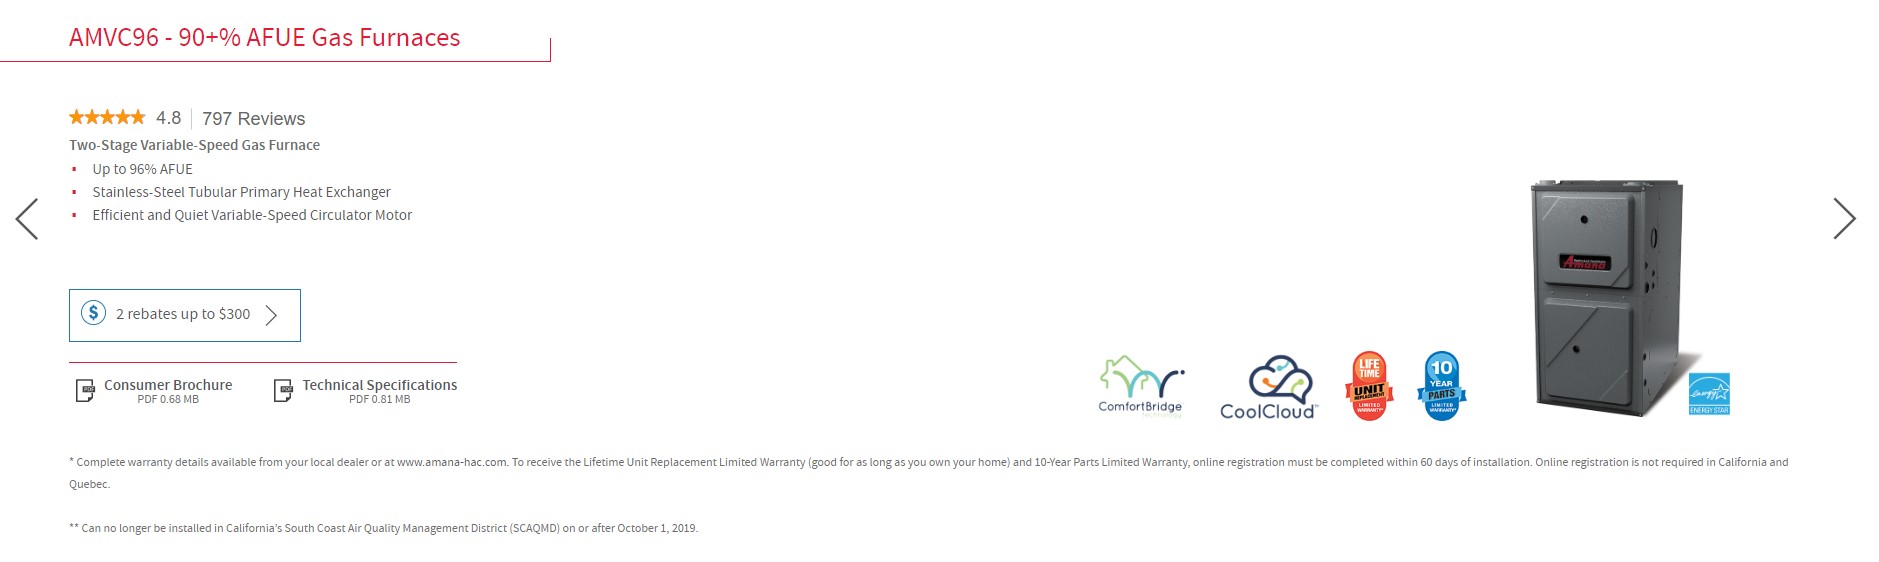 AMVC96 - 90+% AFUE Gas Furnaces
4.8 797 Reviews
Two-Stage Variable-Speed Gas Furnace
Up to 96% AFUE
Stainless-Steel Tubular Primary Heat Exchanger
Efficient and Quiet Variable-Speed Circulator Motor
$ 2 rebates up to $300
PDF Consumer Brochure
PDF 0.68 MB
PDF Technical Specifications
PDF 0.81 MB
ComfortBridge
CoolCloud™
LIFE
TIME
UNIT
REPLACEMENT
LIMITED
WARRANTY*
10
YEAR
PARTS
LIMITED
WARRANTY*
Amana
energy
ENERGY STAR
* Complete warranty details available from your local dealer or at www.amana-hac.com. To receive the Lifetime Unit Replacement Limited Warranty (good for as long as you own your home) and 10-Year Parts Limited Warranty, online registration must be completed within 60 days of installation. Online registration is not required in California and
Quebec.
** Can no longer be installed in California's South Coast Air Quality Management District (SCAQMD) on or after October 1, 2019.